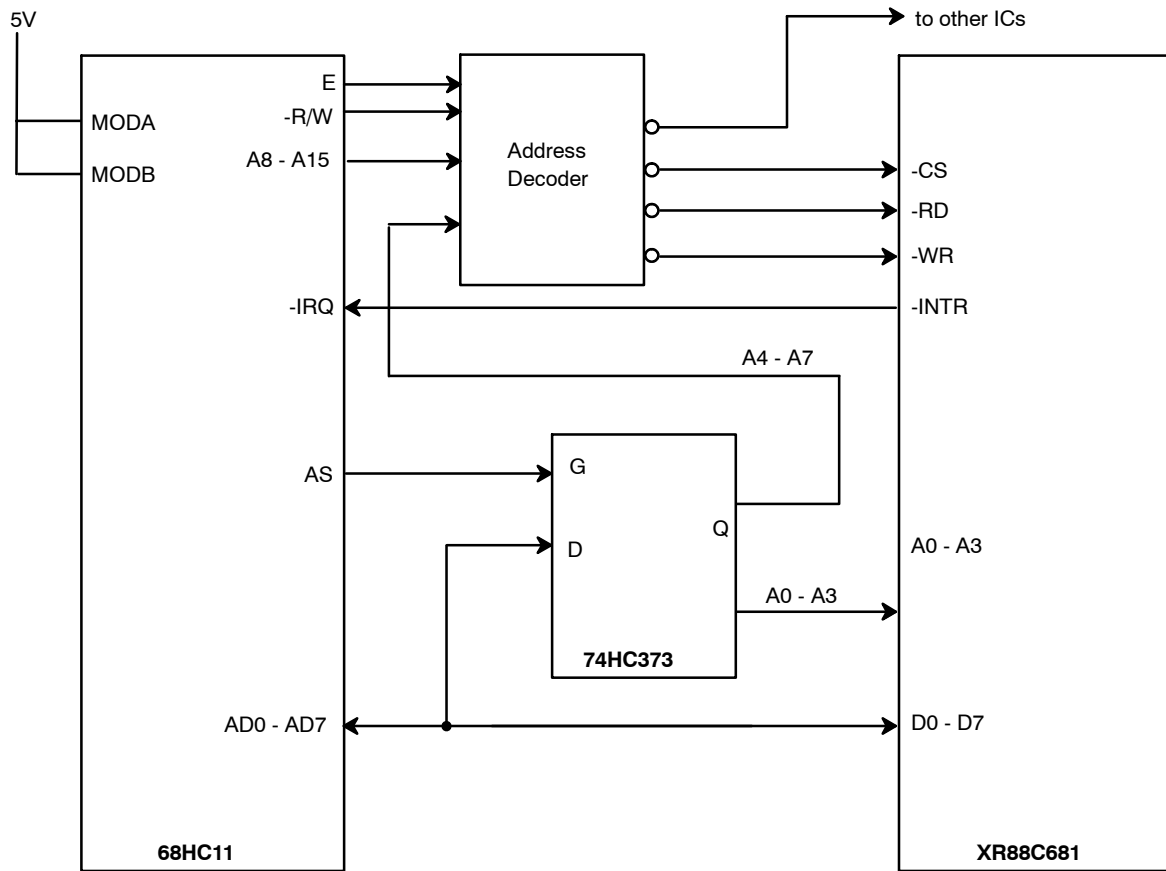 5V
to other ICs
E
-R/W
A8 - A15
MODA
MODB
Address
Decoder
-CS
-RD
-WR
-IRQ
-INTR
A4 - A7
AS
G
D
Q
A0 - A3
A0 - A3
74HC373
AD0 - AD7
D0 - D7
68HC11
XR88C681